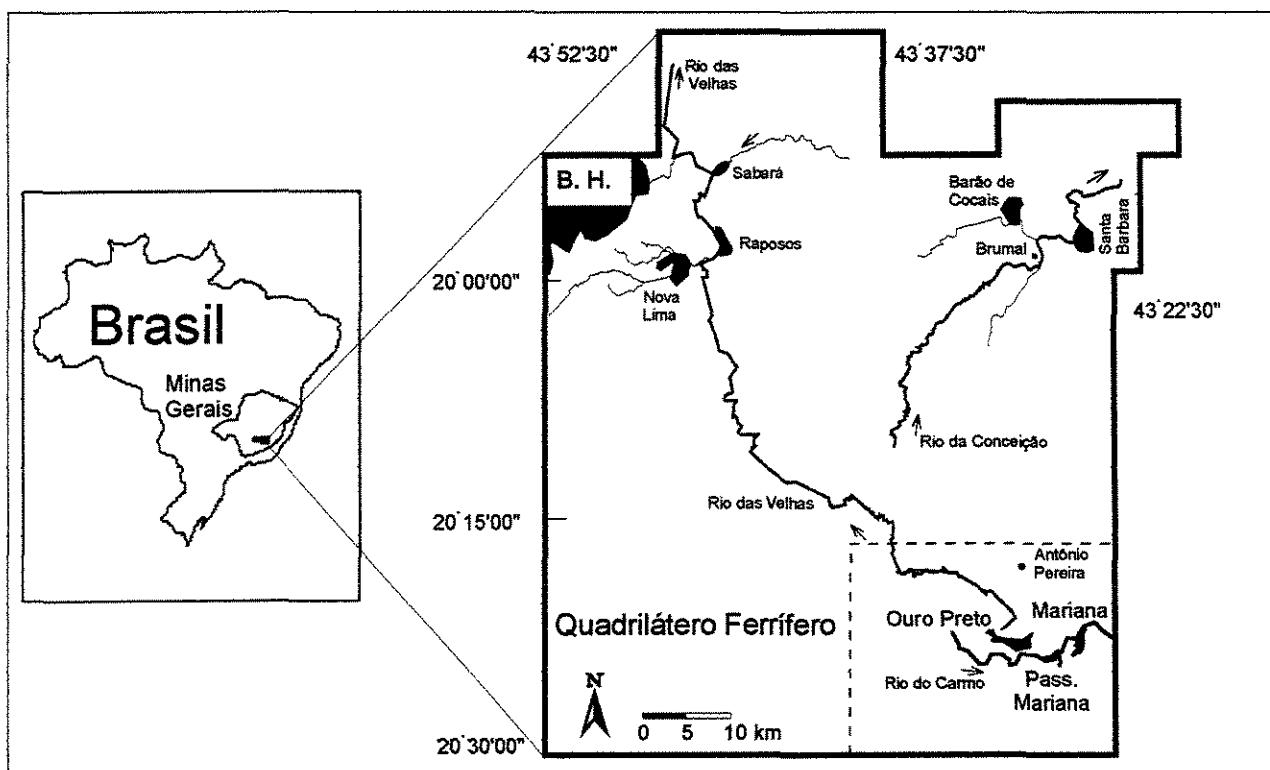 43°52'30"
43°37'30"
Rio das
Velhas
B. H.
Sabará
Barão de
Cocais
Santa
Barbara
Raposos
Brumal
20°00'00"
Nova
Lima
43°22'30"
Brasil
Minas
Gerais
Rio da Conceição
Rio das Velhas
20°15'00"
Antônio
Pereira
Quadrilátero Ferrífero
Ouro Preto
Mariana
Rio do Carmo
Pass.
Mariana
N
0 5 10 km
20°30'00"